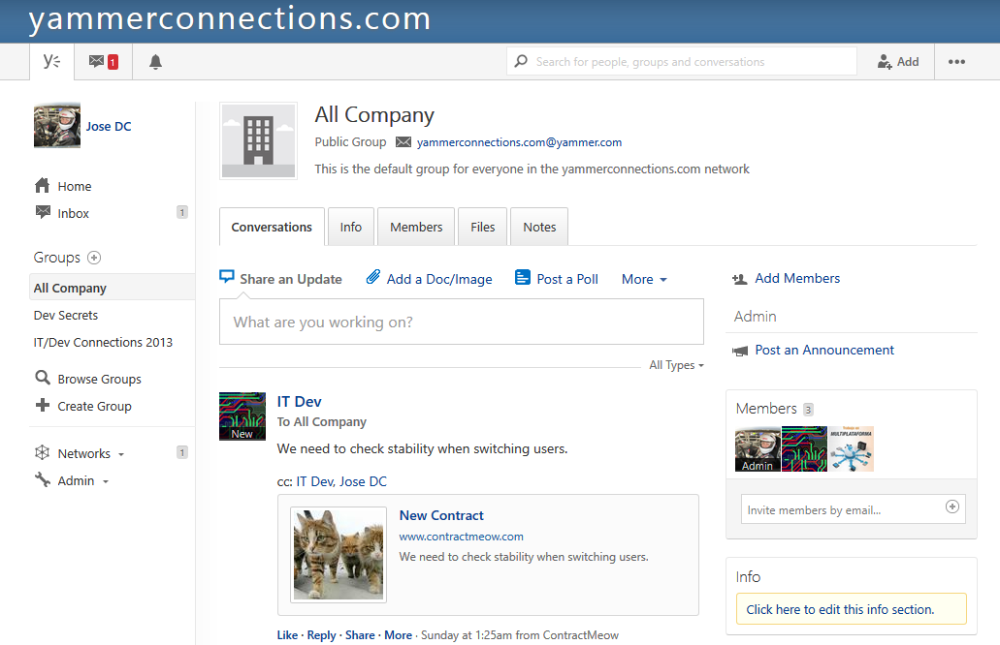 yammerconnections.com
1
Search for people, groups and conversations
Add
Jose DC
Home
Inbox 1
Groups
All Company
Dev Secrets
IT/Dev Connections 2013
Browse Groups
Create Group
Networks 1
Admin
All Company
Public Group yammerconnections.com@yammer.com
This is the default group for everyone in the yammerconnections.com network
Conversations Info Members Files Notes
Share an Update Add a Doc/Image Post a Poll More
What are you working on?
All Types
New
IT Dev
To All Company
We need to check stability when switching users.
cc: IT Dev, Jose DC
New Contract
www.contractmeow.com
We need to check stability when switching users.
Like · Reply · Share · More · Sunday at 1:25am from ContractMeow
Add Members
Admin
Post an Announcement
Members 3
MULTIPLATAFORMA
Admin
Invite members by email...
Info
Click here to edit this info section.